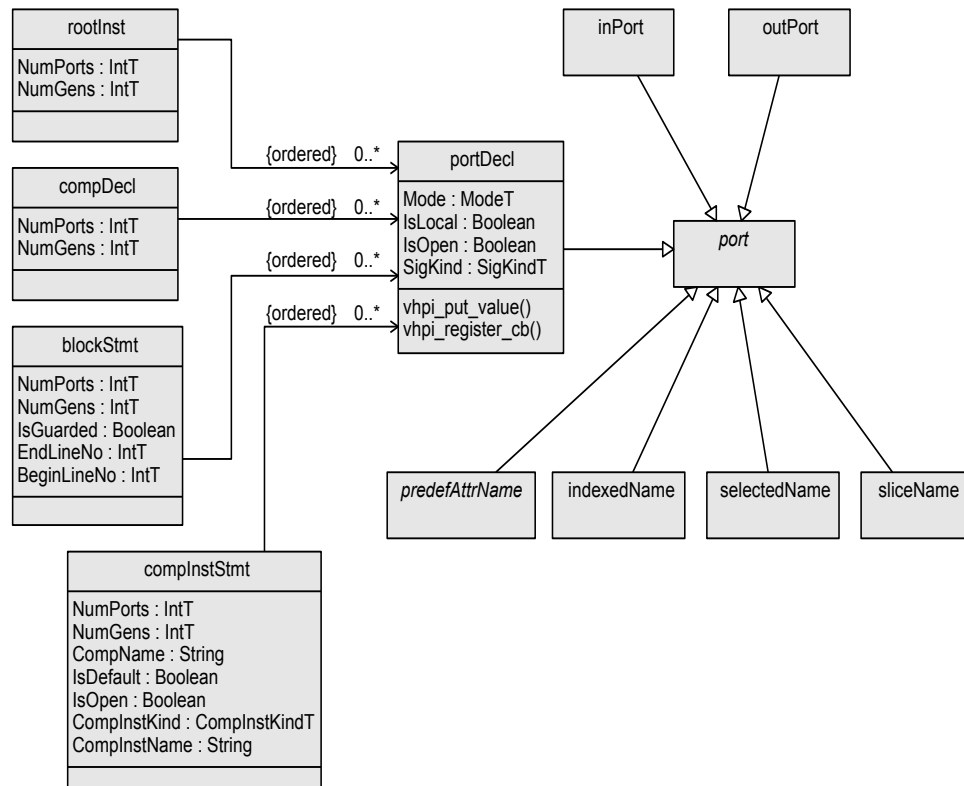 rootInst
NumPorts : IntT
NumGens : IntT
inPort
outPort
{ordered} 0..*
compDecl
NumPorts : IntT
NumGens : IntT
{ordered} 0..*
portDecl
Mode : ModeT
IsLocal : Boolean
IsOpen : Boolean
SigKind : SigKindT
vhpi_put_value()
vhpi_register_cb()
port
{ordered} 0..*
{ordered} 0..*
blockStmt
NumPorts : IntT
NumGens : IntT
IsGuarded : Boolean
EndLineNo : IntT
BeginLineNo : IntT
predefAttrName
indexedName
selectedName
sliceName
compInstStmt
NumPorts : IntT
NumGens : IntT
CompName : String
IsDefault : Boolean
IsOpen : Boolean
CompInstKind : CompInstKindT
CompInstName : String